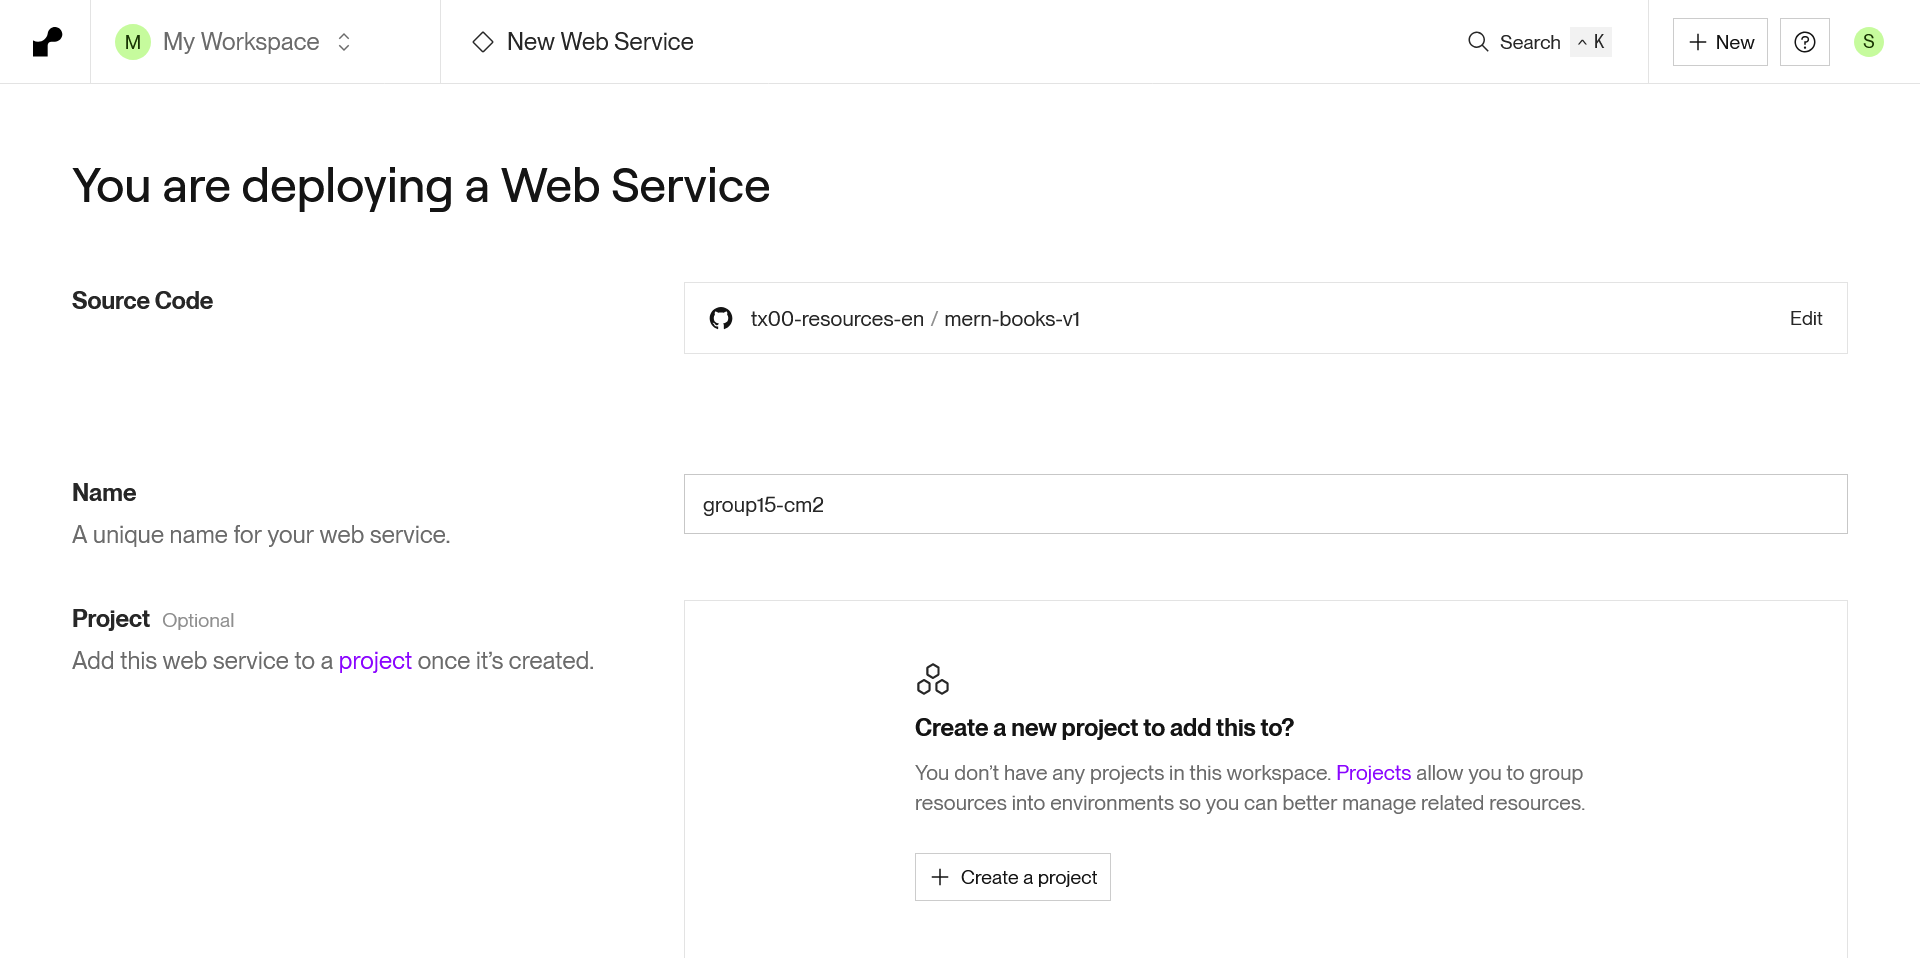 M My Workspace
New Web Service
Search ^ K
+ New
S
You are deploying a Web Service
Source Code
tx00-resources-en / mern-books-v1
Edit
Name
A unique name for your web service.
group15-cm2
Project Optional
Add this web service to a project once it’s created.
Create a new project to add this to?
You don’t have any projects in this workspace. Projects allow you to group
resources into environments so you can better manage related resources.
+ Create a project